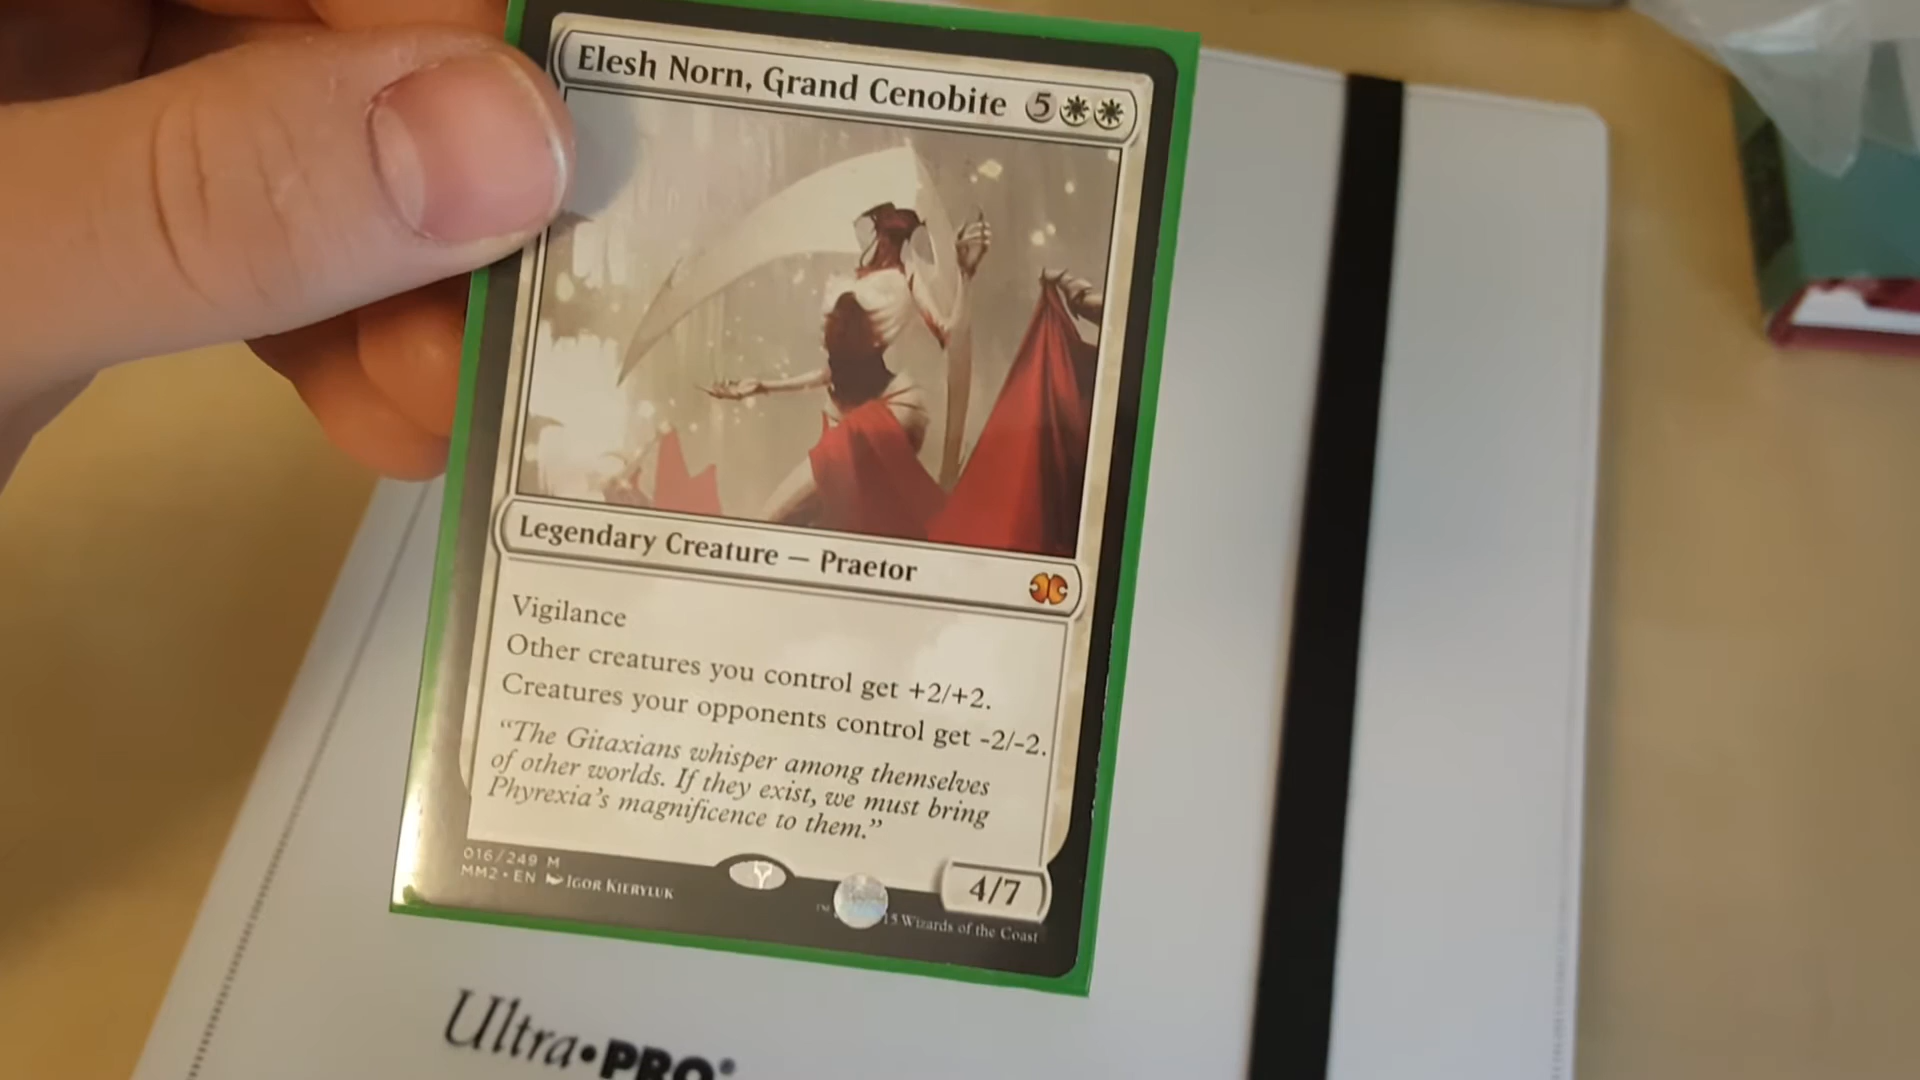 Elesh Norn, Grand Cenobite 5
Legendary Creature — Praetor
Vigilance
Other creatures you control get +2/+2.
Creatures your opponents control get -2/-2.
“The Gitaxians whisper among themselves
of other worlds. If they exist, we must bring
Phyrexia’s magnificence to them.”
016/249 M
MM2 • EN IGOR KIERYLUK
4/7
15 Wizards of the Coast
Ultra•PRO®